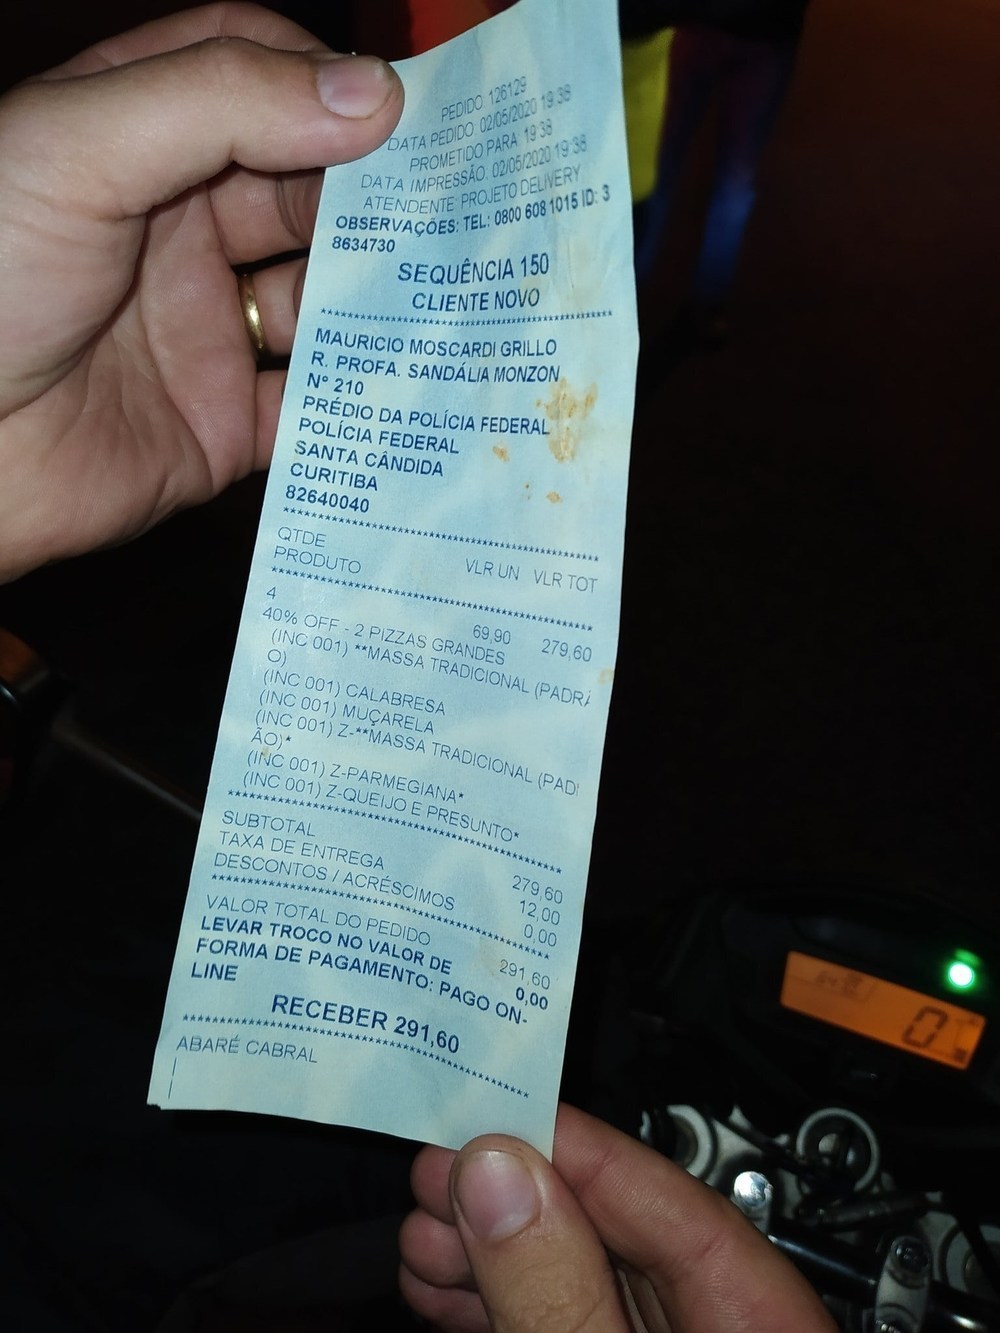 PEDIDO: 126129
DATA PEDIDO: 02/05/2020 19:38
PROMETIDO PARA: 19:38
DATA IMPRESSÃO: 02/05/2020 19:38
ATENDENTE: PROJETO DELIVERY
OBSERVAÇÕES: TEL: 0800 608 1015 ID: 3
8634730
SEQUÊNCIA 150
CLIENTE NOVO
****************************************
MAURICIO MOSCARDI GRILLO
R. PROFA. SANDÁLIA MONZON
N° 210
PRÉDIO DA POLÍCIA FEDERAL
POLÍCIA FEDERAL
SANTA CÂNDIDA
CURITIBA
82640040
****************************************
QTDE
PRODUTO VLR UN VLR TOT
****************************************
4 69,90 279,60
40% OFF - 2 PIZZAS GRANDES
(INC 001) **MASSA TRADICIONAL (PADRÃ
O)
(INC 001) CALABRESA
(INC 001) MUÇARELA
(INC 001) Z-**MASSA TRADICIONAL (PADR
ÃO)*
(INC 001) Z-PARMEGIANA*
(INC 001) Z-QUEIJO E PRESUNTO*
****************************************
SUBTOTAL 279,60
TAXA DE ENTREGA 12,00
DESCONTOS / ACRÉSCIMOS 0,00
****************************************
VALOR TOTAL DO PEDIDO 291,60
LEVAR TROCO NO VALOR DE 0,00
FORMA DE PAGAMENTO: PAGO ON-
LINE
RECEBER 291,60
****************************************
ABARÉ CABRAL
0